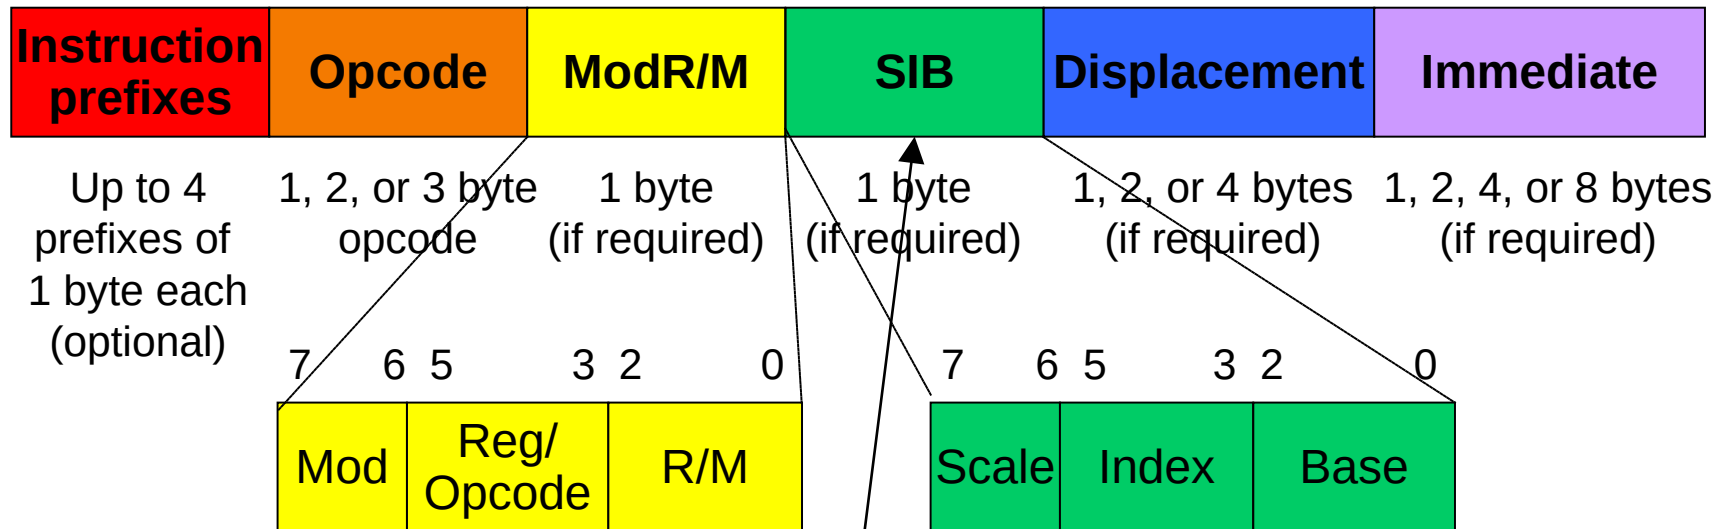 Instruction
prefixes
Opcode
ModR/M
SIB
Displacement
Immediate
Up to 4
prefixes of
1 byte each
(optional)
1, 2, or 3 byte
opcode
1 byte
(if required)
1 byte
(if required)
1, 2, or 4 bytes
(if required)
1, 2, 4, or 8 bytes
(if required)
7 6 5 3 2 0
Mod
Reg/
Opcode
R/M
7 6 5 3 2 0
Scale
Index
Base